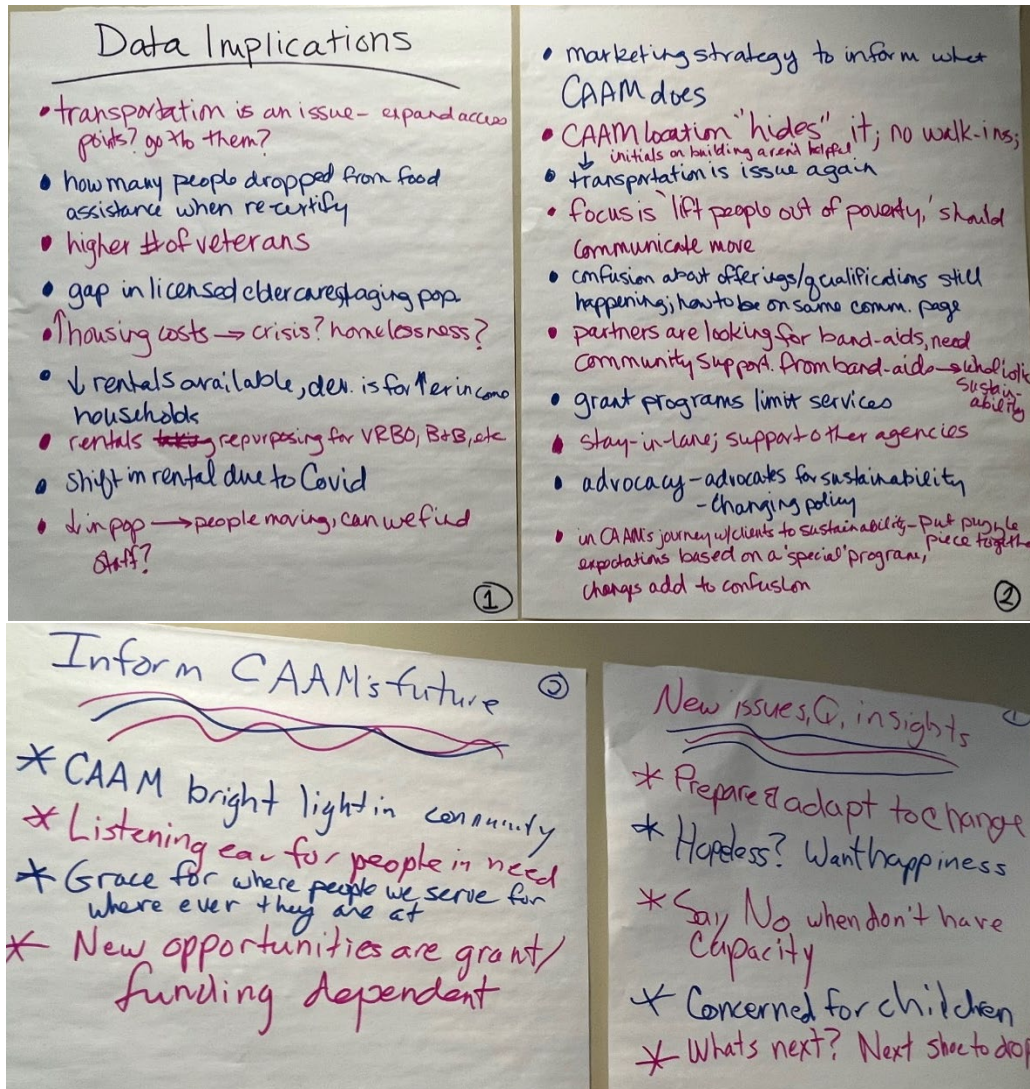 Data Implications
• transportation is an issue - expand access
points? go to them?
• how many people dropped from food
assistance when re-certify
• higher # of veterans
• gap in licensed eldercare & aging pop.
• ↑ housing costs → crisis? homelessness?
• ↓ rentals available, dev. is for ↑er income
households
• rentals repurposing for VRBO, B+B, etc
• shift in rental due to Covid
• ↓ in pop → people moving, can we find
staff?
1
• marketing strategy to inform what
CAAM does
• CAAM location "hides" it; no walk-ins;
↓ initials on building aren't helpful
• transportation is issue again
• focus is 'lift people out of poverty,' should
communicate move
• confusion about offerings/qualifications still
happening; how to be on same comm. page
• partners are looking for band-aids, need
community support. From band-aids → wholistic
sustain-
ability
• grant programs limit services
• stay-in-lane; support other agencies
• advocacy - advocates for sustainability
- changing policy
• in CAAM's journey w/clients to sustainability - put puzzle
piece together
expectations based on a 'special' program,
changes add to confusion
2
Inform CAAM's future
* CAAM bright light in community
* Listening ear for people in need
* Grace for where people we serve for
where ever they are at
* New opportunities are grant/
funding dependent
New issues, Q, insights
* Prepare & adapt to change
* Hopeless? Want happiness
* Say No when don't have
Capacity
* Concerned for children
* Whats next? Next shoe to drop